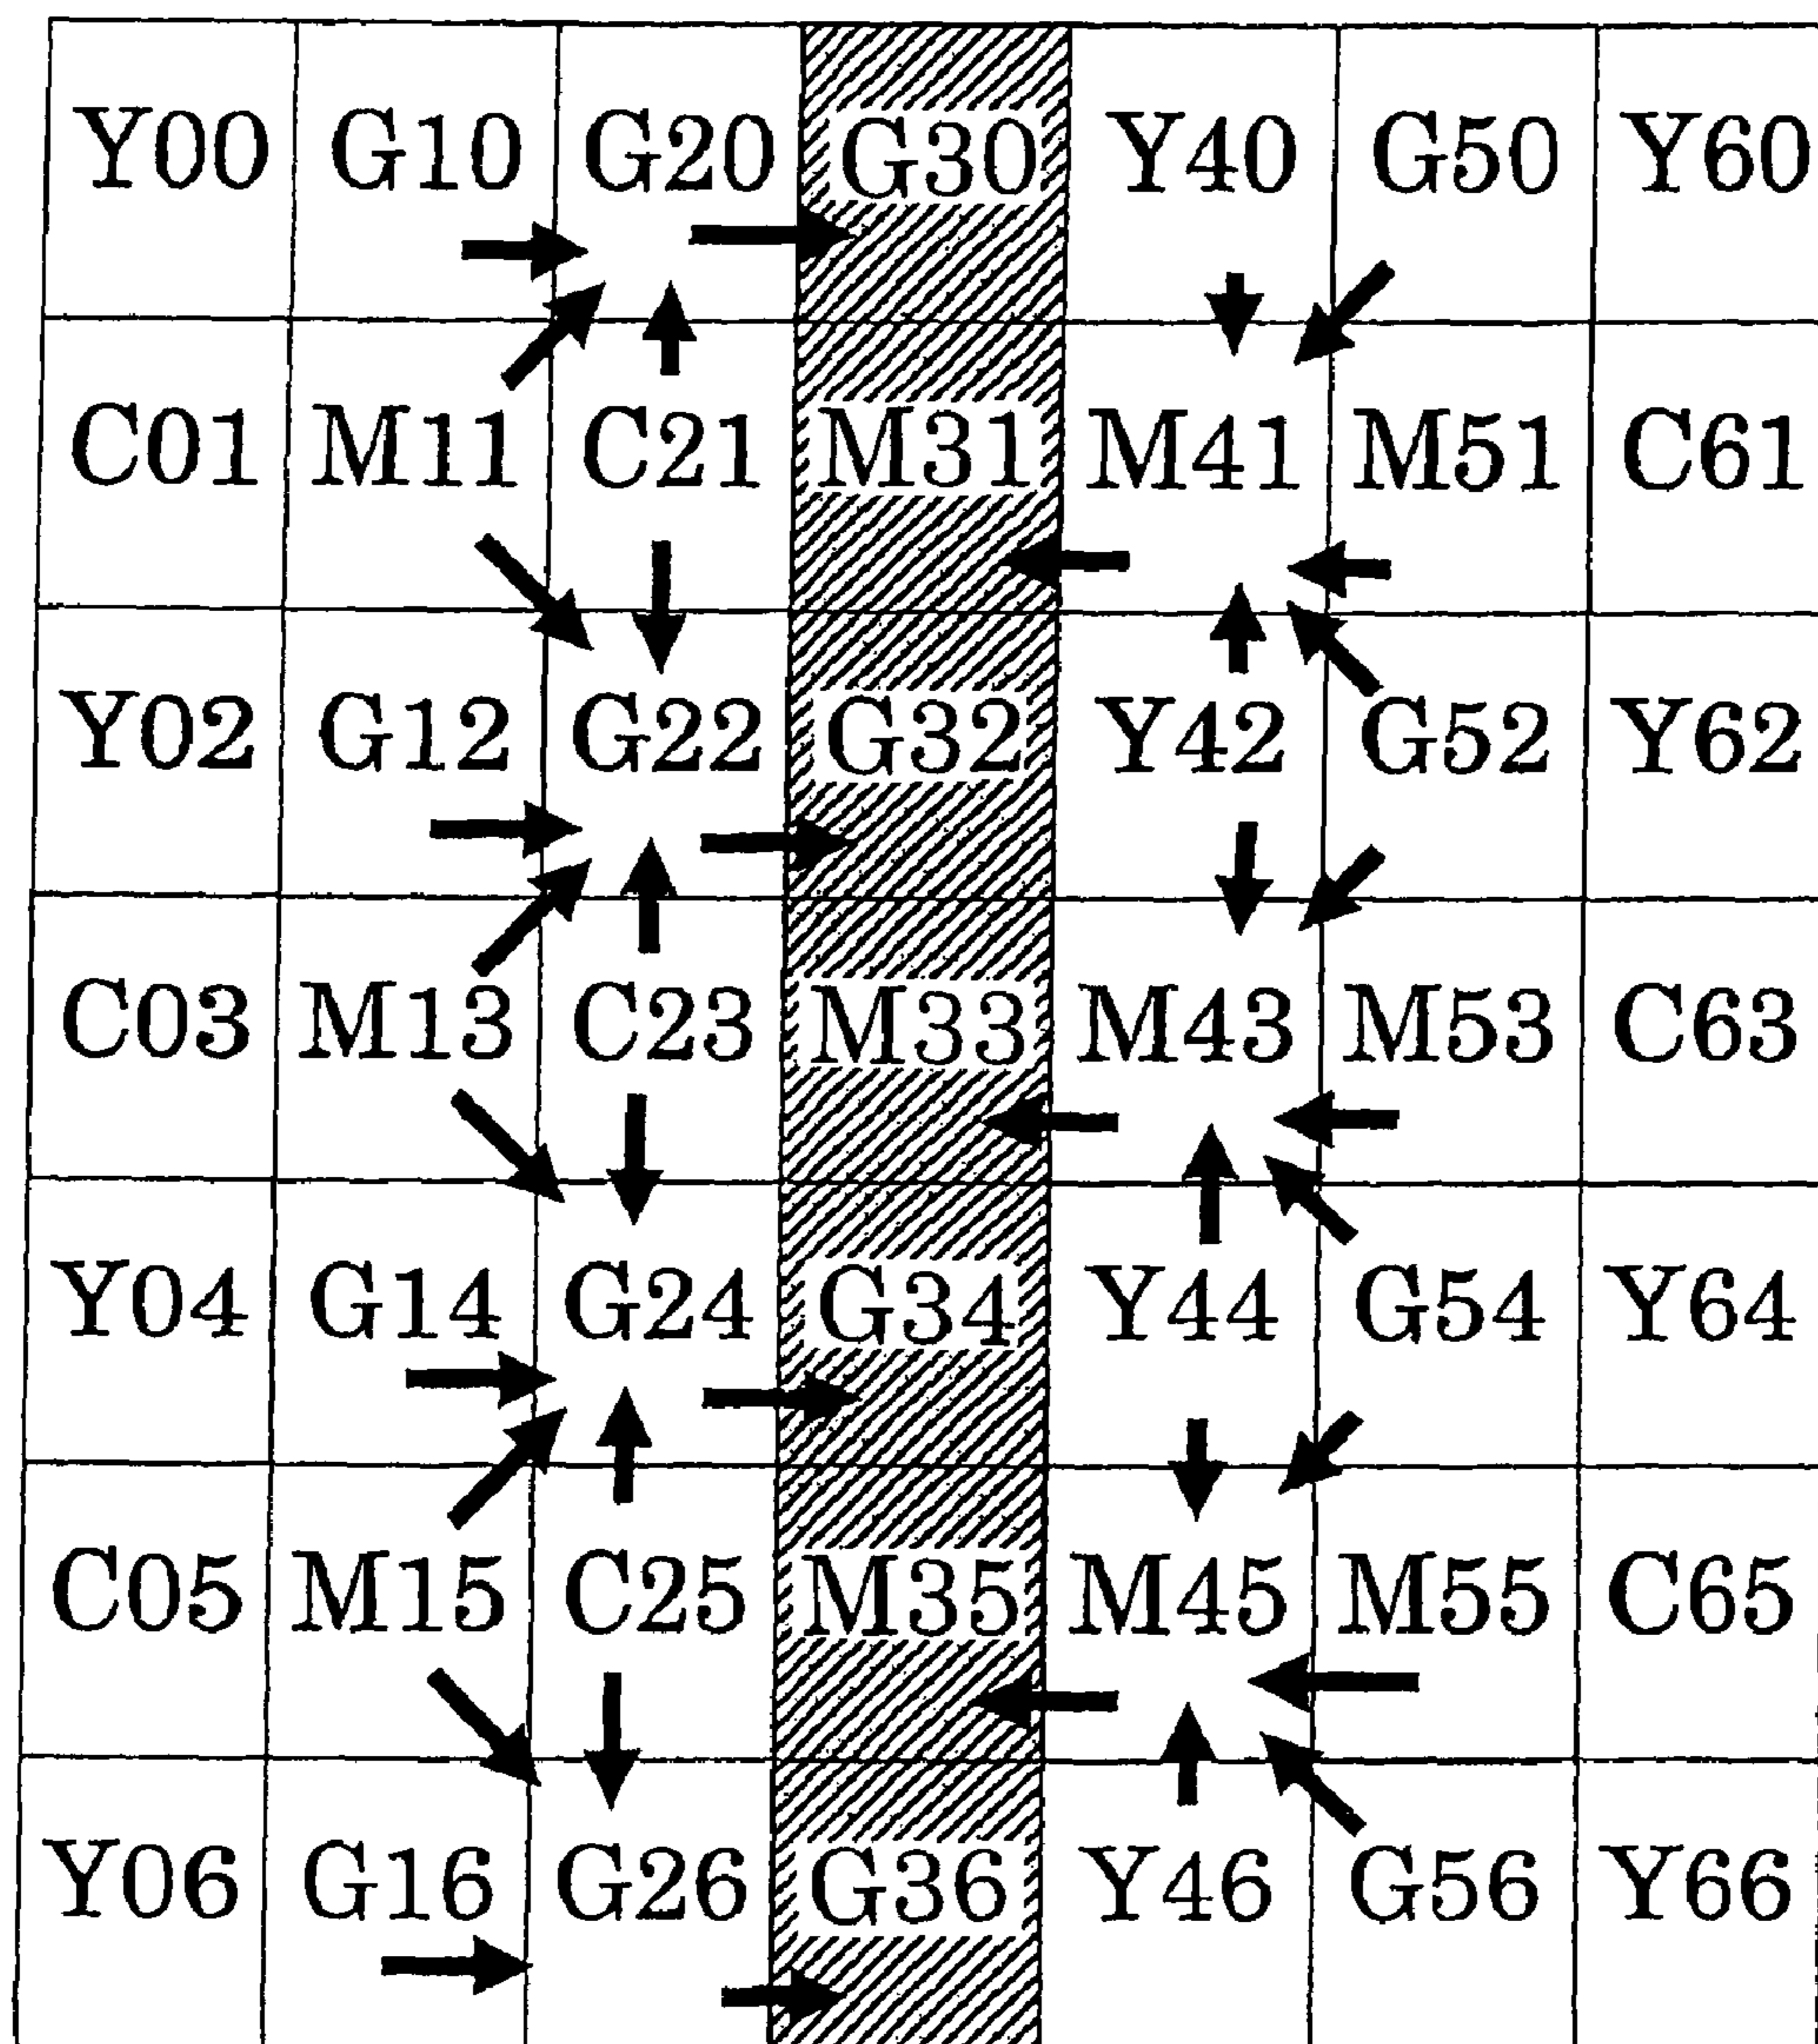 Y00 G10 G20 G30 Y40 G50 Y60
C01 M11 C21 M31 M41 M51 C61
Y02 G12 G22 G32 Y42 G52 Y62
C03 M13 C23 M33 M43 M53 C63
Y04 G14 G24 G34 Y44 G54 Y64
C05 M15 C25 M35 M45 M55 C65
Y06 G16 G26 G36 Y46 G56 Y66